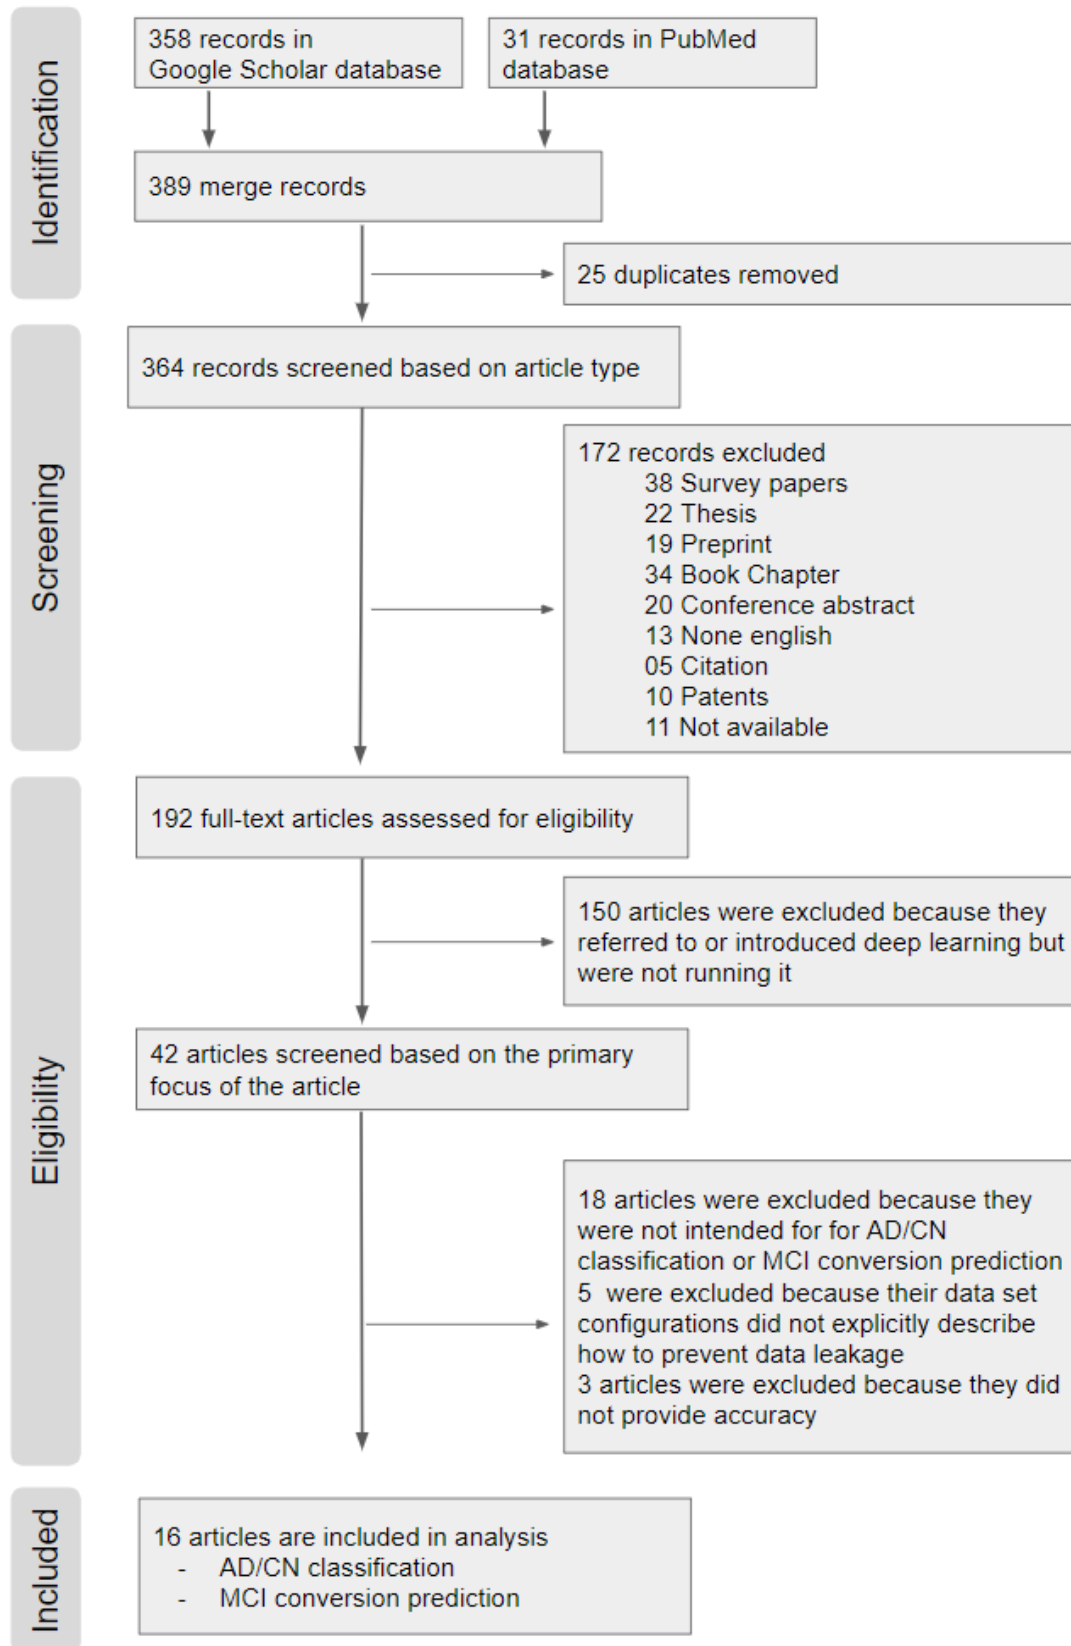 Identification
358 records in
Google Scholar database
31 records in PubMed
database
389 merge records
25 duplicates removed
Screening
364 records screened based on article type
172 records excluded
38 Survey papers
22 Thesis
19 Preprint
34 Book Chapter
20 Conference abstract
13 None english
05 Citation
10 Patents
11 Not available
Eligibility
192 full-text articles assessed for eligibility
150 articles were excluded because they
referred to or introduced deep learning but
were not running it
42 articles screened based on the primary
focus of the article
18 articles were excluded because they
were not intended for for AD/CN
classification or MCI conversion prediction
5 were excluded because their data set
configurations did not explicitly describe
how to prevent data leakage
3 articles were excluded because they did
not provide accuracy
Included
16 articles are included in analysis
- AD/CN classification
- MCI conversion prediction